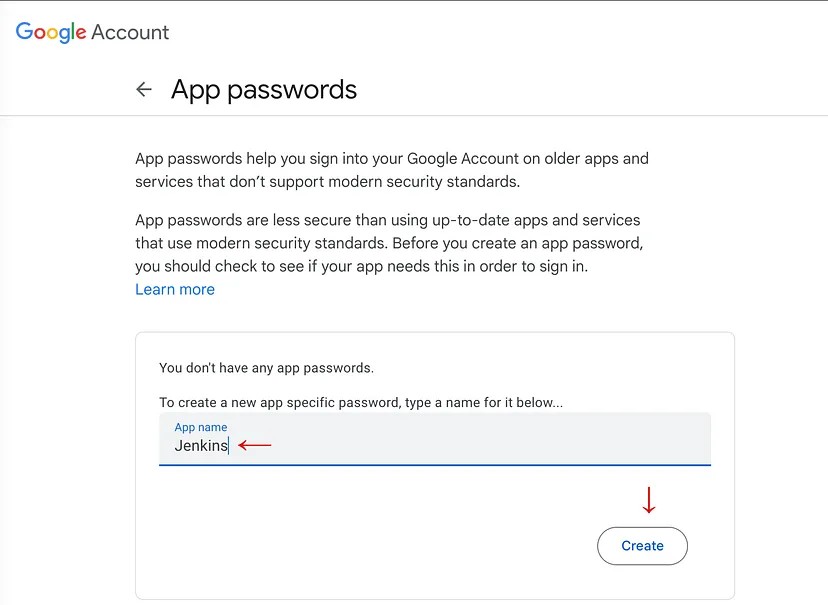 Google Account
App passwords
App passwords help you sign into your Google Account on older apps and
services that don’t support modern security standards.
App passwords are less secure than using up-to-date apps and services
that use modern security standards. Before you create an app password,
you should check to see if your app needs this in order to sign in.
Learn more
You don't have any app passwords.
To create a new app specific password, type a name for it below...
App name
Jenkins
Create